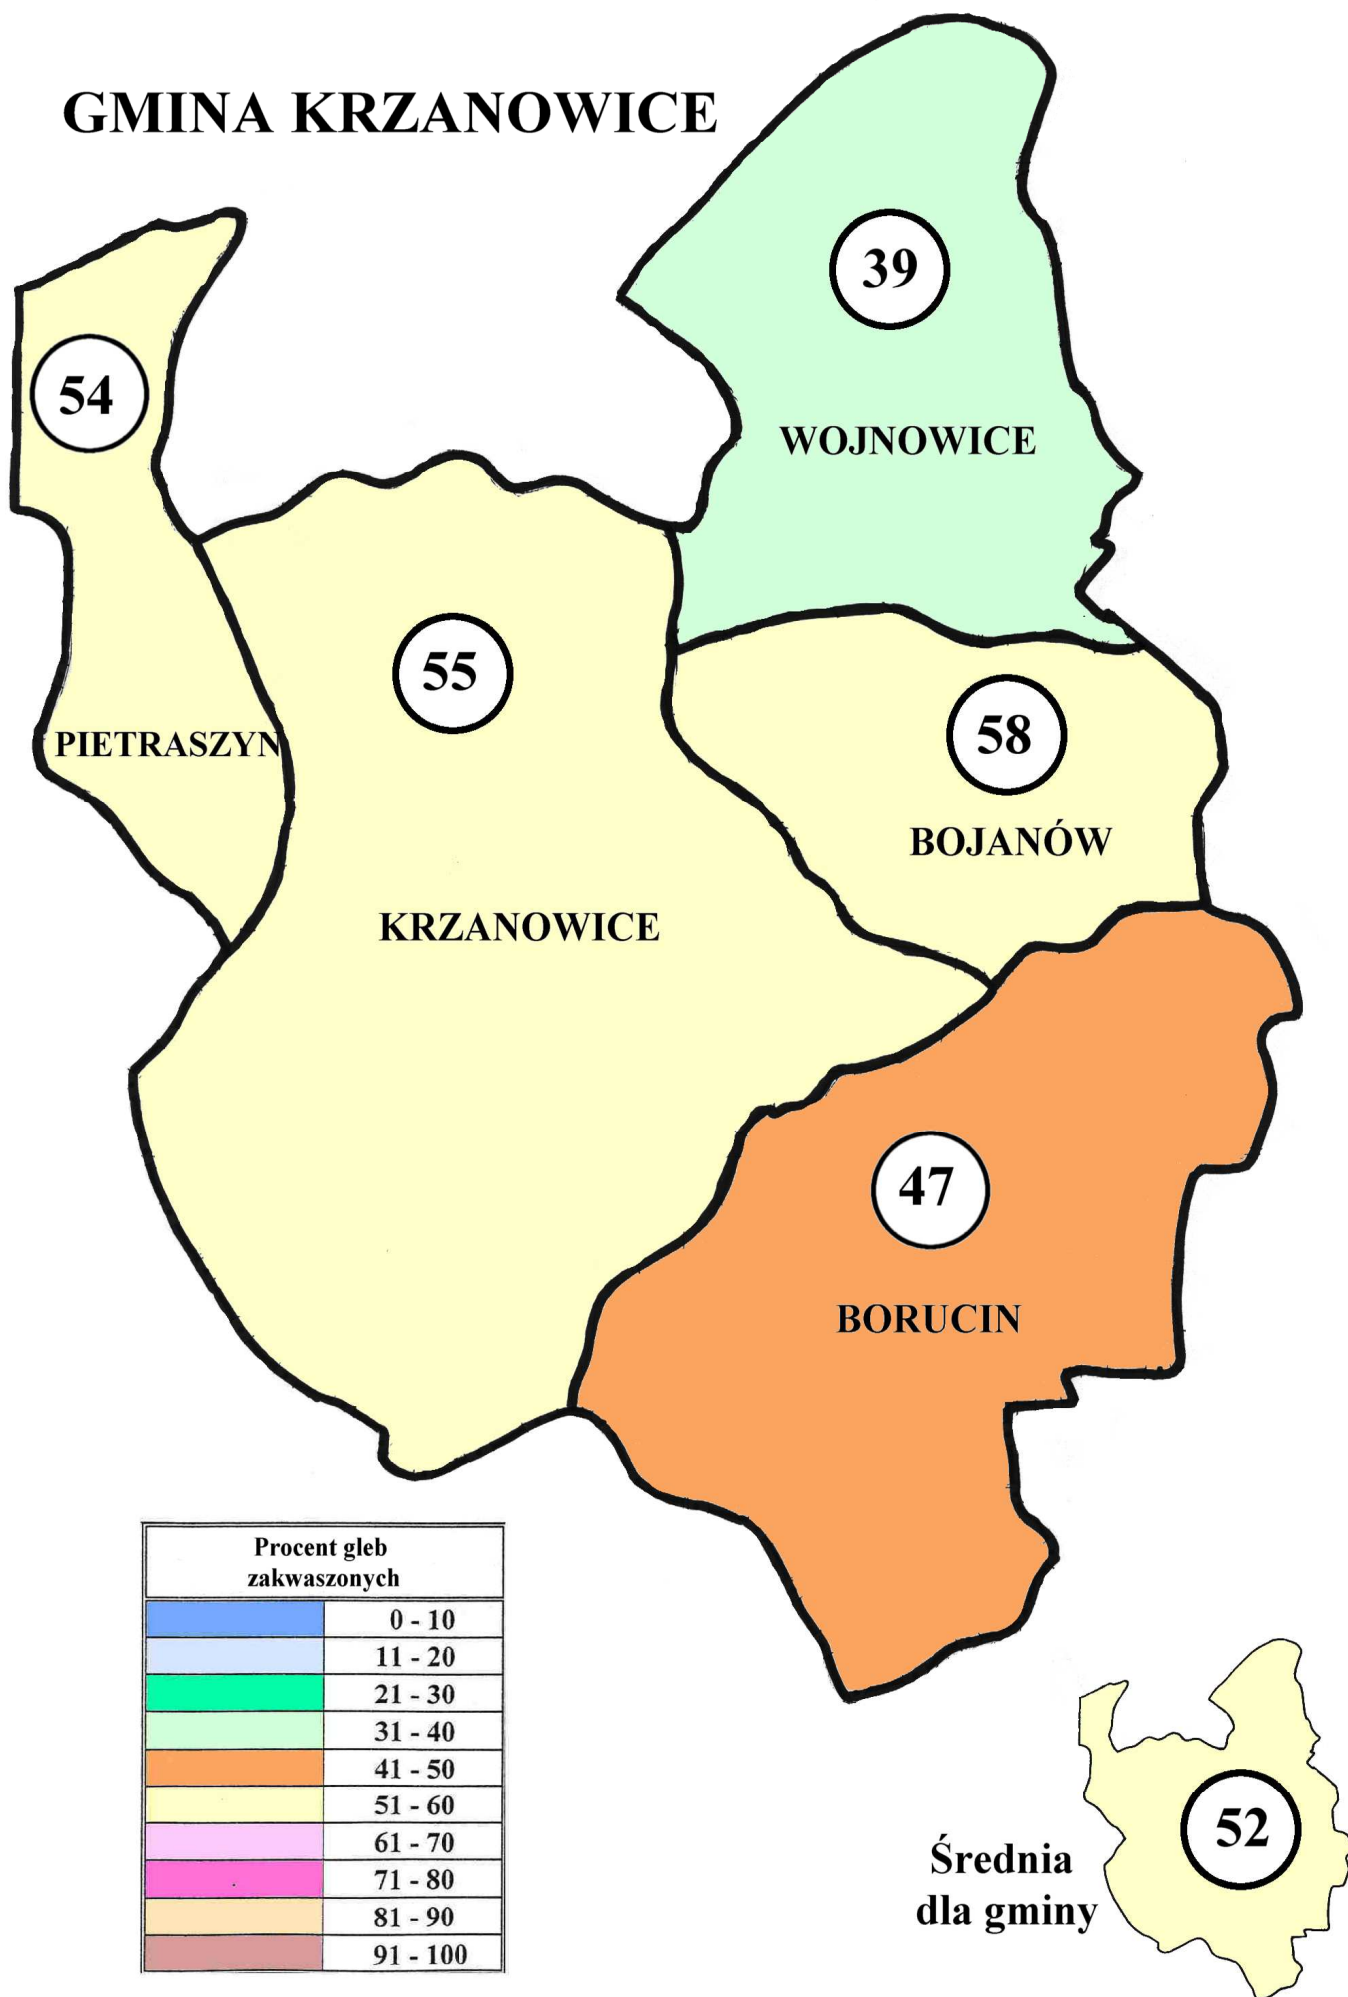 GMINA KRZANOWICE
39
54
WOJNOWICE
55
58
PIETRASZYN
BOJANÓW
KRZANOWICE
47
BORUCIN
Procent gleb
zakwaszonych
0 - 10
11 - 20
21 - 30
31 - 40
41 - 50
51 - 60
61 - 70
71 - 80
81 - 90
91 - 100
52
Średnia
dla gminy